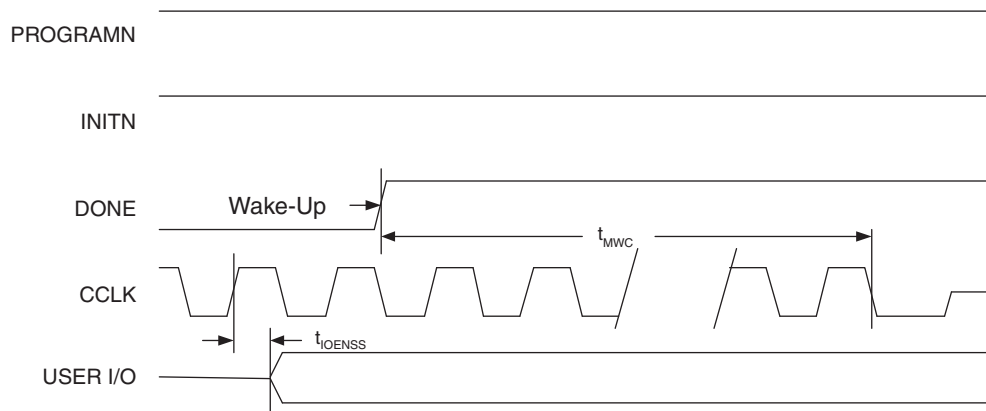 PROGRAMN
INITN
DONE
Wake-Up
tMWC
CCLK
tIOENSS
USER I/O